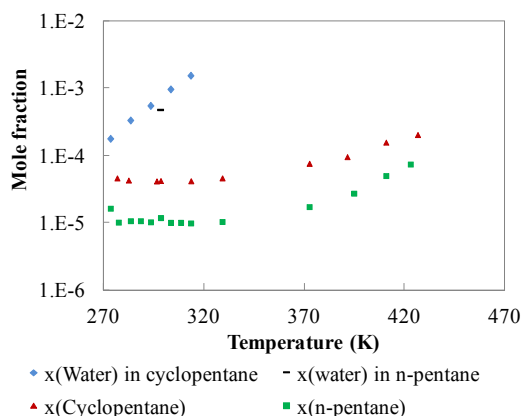 1.E-2
1.E-3
1.E-4
1.E-5
1.E-6
Mole fraction
270 320 370 420 470
Temperature (K)
x(Water) in cyclopentane x(water) in n-pentane
x(Cyclopentane) x(n-pentane)